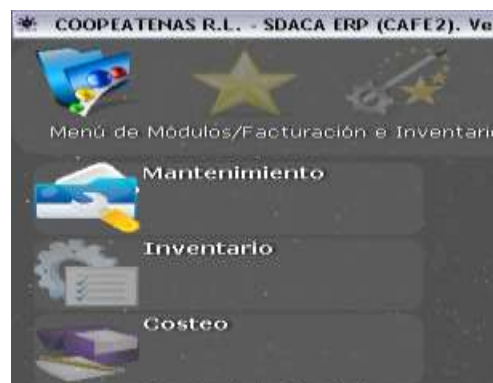 COOPEATENAS R.L. - SDACA ERP (CAFE2). Ve
Menú de Módulos/Facturación e Inventari
Mantenimiento
Inventario
Costeo